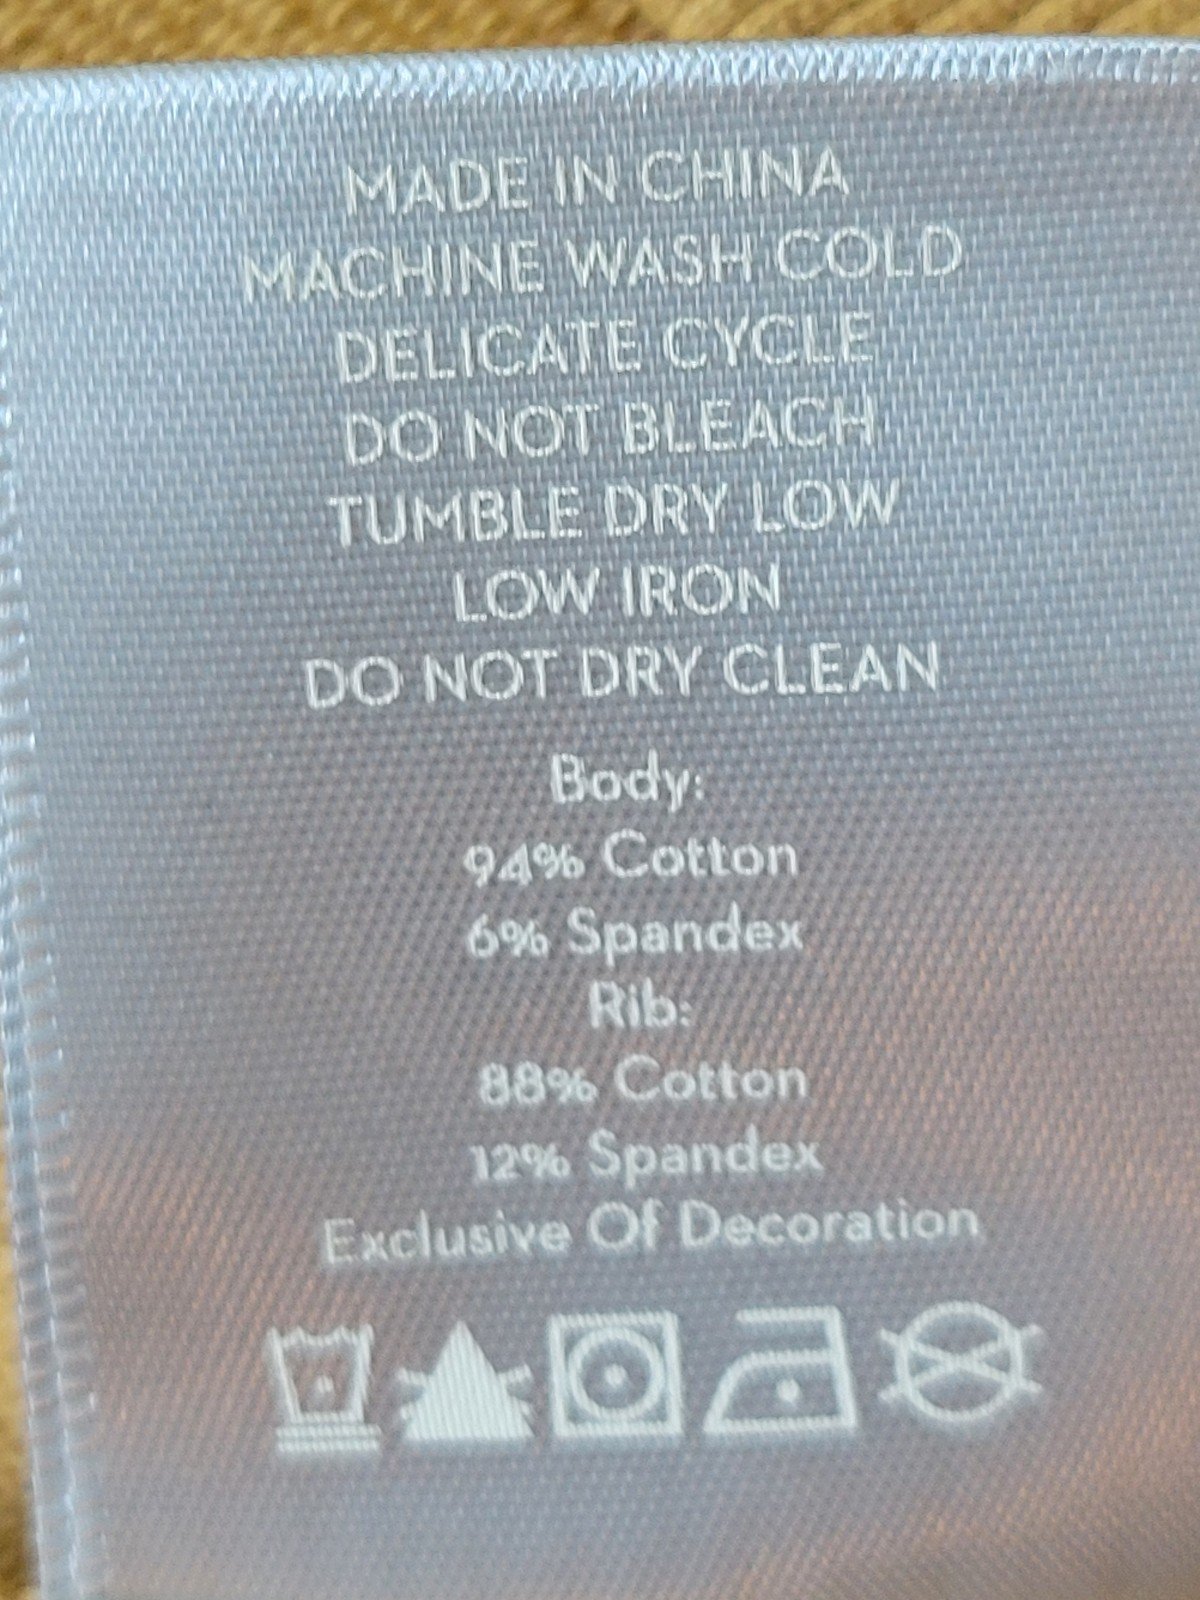 MADE IN CHINA
MACHINE WASH COLD
DELICATE CYCLE
DO NOT BLEACH
TUMBLE DRY LOW
LOW IRON
DO NOT DRY CLEAN
Body:
94% Cotton
6% Spandex
Rib:
88% Cotton
12% Spandex
Exclusive Of Decoration